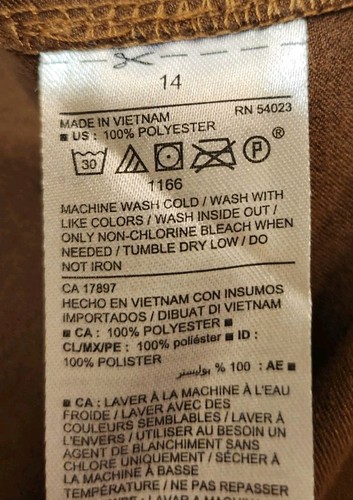 14
MADE IN VIETNAM RN 54023
■ US : 100% POLYESTER
30 P ®
1166
MACHINE WASH COLD / WASH WITH
LIKE COLORS / WASH INSIDE OUT /
ONLY NON-CHLORINE BLEACH WHEN
NEEDED / TUMBLE DRY LOW / DO
NOT IRON
CA 17897
HECHO EN VIETNAM CON INSUMOS
IMPORTADOS / DIBUAT DI VIETNAM
■ CA : 100% POLYESTER ■
CL/MX/PE : 100% poliéster ■ ID :
100% POLISTER
■ AE : 100 % بوليستر
■ CA : LAVER À LA MACHINE À L'EAU
FROIDE / LAVER AVEC DES
COULEURS SEMBLABLES / LAVER À
L'ENVERS / UTILISER AU BESOIN UN
AGENT DE BLANCHIMENT SANS
CHLORE UNIQUEMENT / SÉCHER À
LA MACHINE À BASSE
TEMPÉRATURE / NE PAS REPASSER